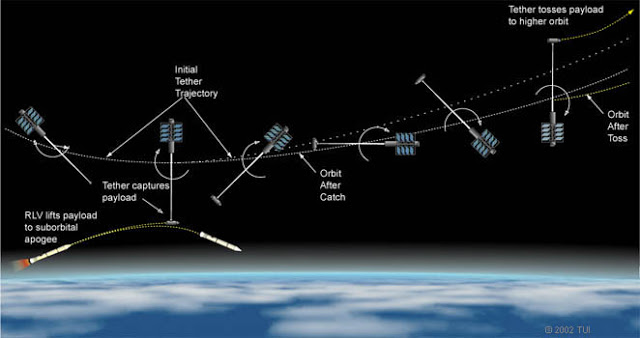 Tether tosses payload
to higher orbit
Initial
Tether
Trajectory
Orbit
After
Toss
Orbit
After
Catch
Tether captures
payload
RLV lifts payload
to suborbital
apogee
© 2002 TUI